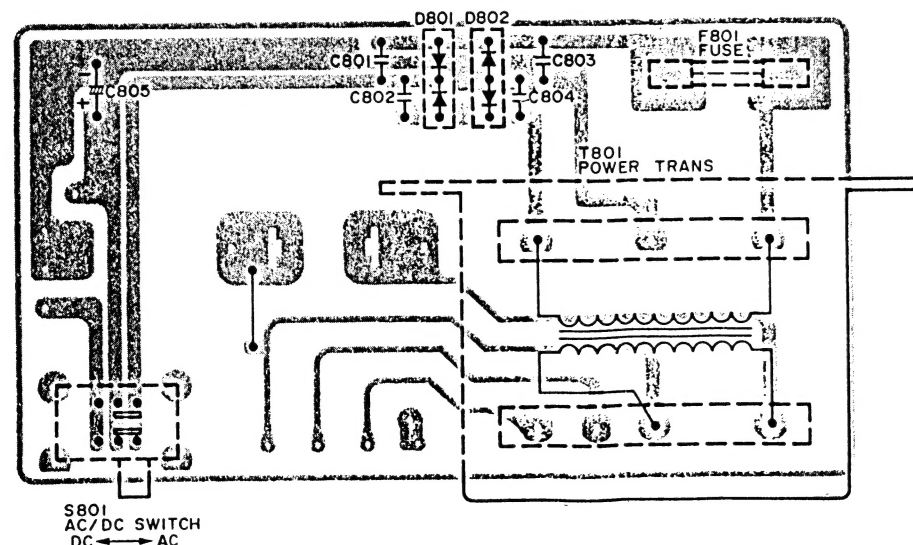 D801 D802
C801
C802
C803
C804
C805
+
F801
FUSE
T801
POWER TRANS
S801
AC/DC SWITCH
DC ◄─► AC